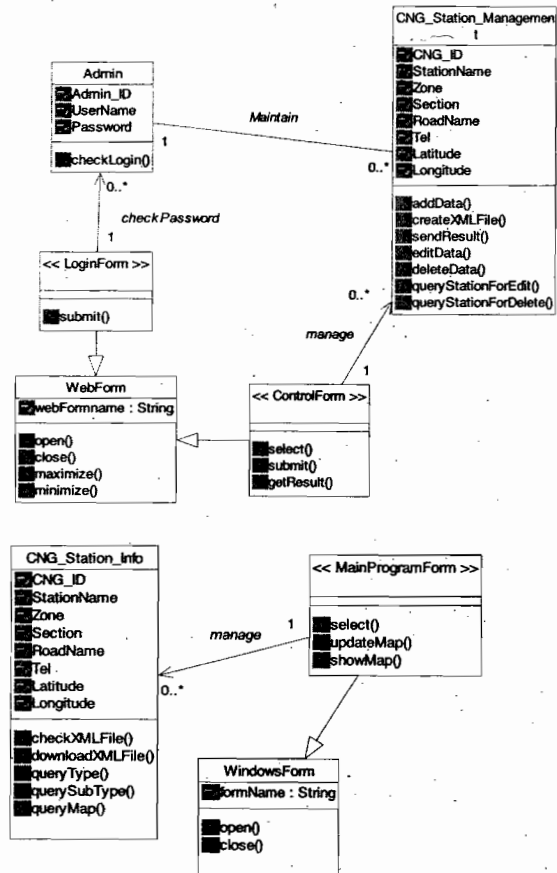 CNG_Station_Managemen
t
CNG_ID
StationName
Zone
Section
RoadName
Tel
Latitude
Longitude
addData()
createXMLFile()
sendResult()
editData()
deleteData()
queryStationForEdit()
queryStationForDelete()
Admin
Admin_ID
UserName
Password
checkLogin()
1
Maintain
0..*
0..*
checkPassword
1
<< LoginForm >>
submit()
0..*
manage
1
WebForm
webFormname : String
open()
close()
maximize()
minimize()
<< ControlForm >>
select()
submit()
getResult()
CNG_Station_Info
CNG_ID
StationName
Zone
Section
RoadName
Tel
Latitude
Longitude
checkXMLFile()
downloadXMLFile()
queryType()
querySubType()
queryMap()
1
manage
0..*
<< MainProgramForm >>
select()
updateMap()
showMap()
WindowsForm
formName : String
open()
close()